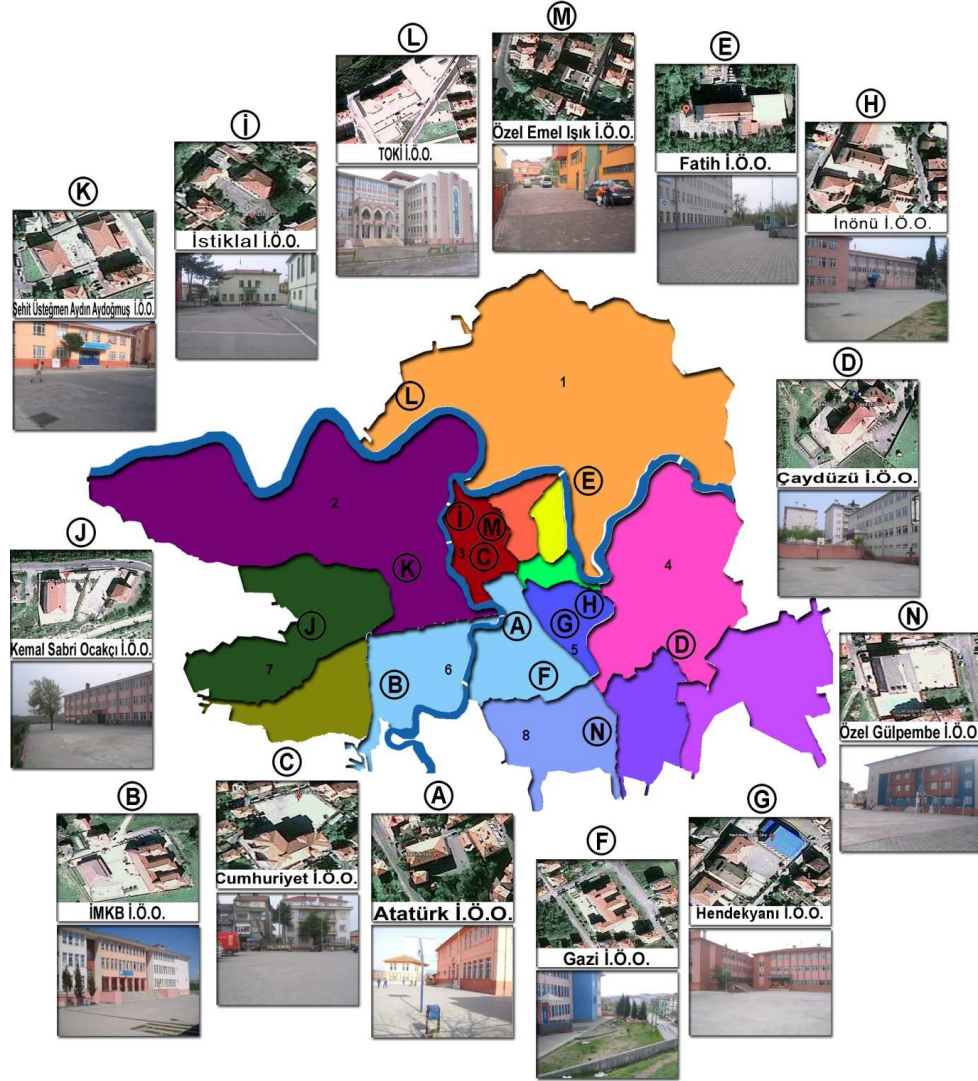 L
TOKİ İ.Ö.O.
M
Özel Emel Işık İ.Ö.O.
E
Fatih İ.Ö.O.
H
İnönü İ.Ö.O.
İ
İstiklal İ.Ö.O.
K
Şehit Üsteğmen Aydın Aydoğmuş İ.Ö.O.
D
Çaydüzü İ.Ö.O.
J
Kemal Sabri Ocakçı İ.Ö.O.
N
Özel Gülpembe İ.Ö.O
1
L
2
E
İ
M
3
C
4
K
H
J
A
G
5
D
7
B
6
F
8
N
B
İMKB İ.Ö.O.
C
Cumhuriyet İ.Ö.O.
A
Atatürk İ.Ö.O.
F
Gazi İ.Ö.O.
G
Hendekyanı İ.Ö.O.